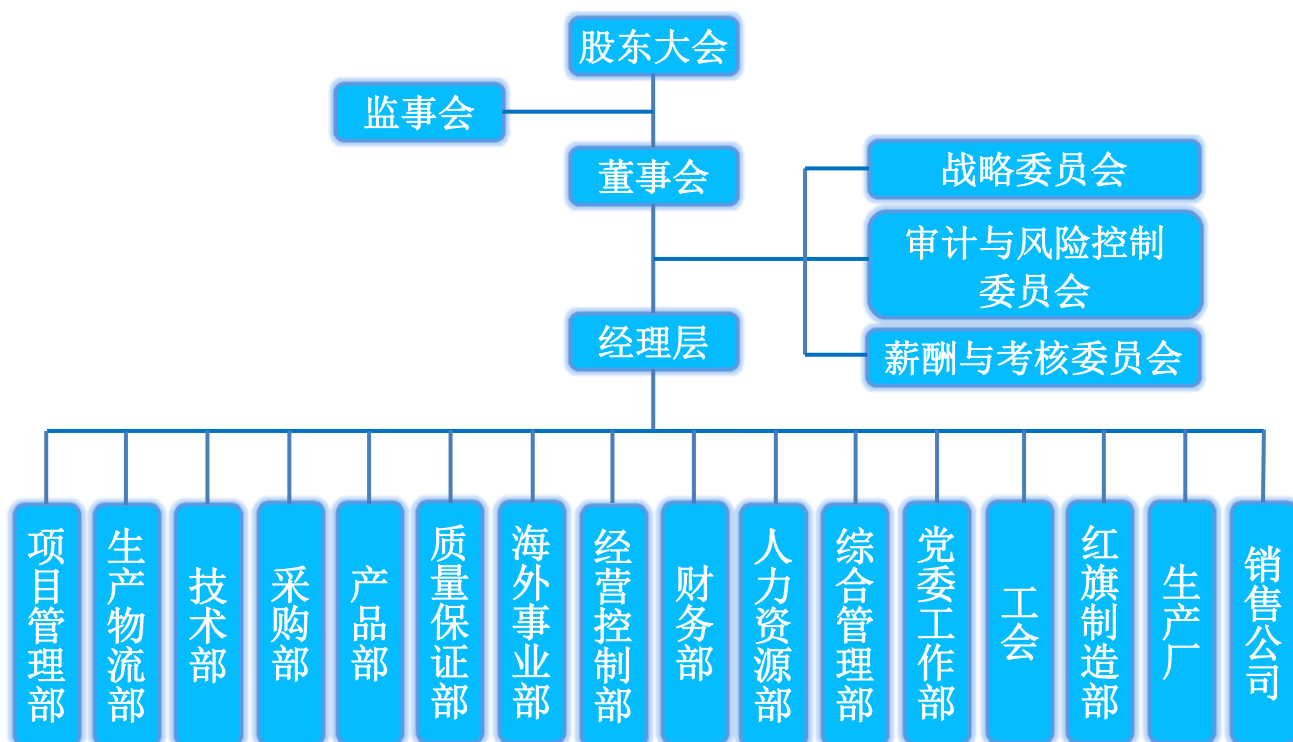 股东大会
监事会
董事会
战略委员会
审计与风险控制
委员会
经理层
薪酬与考核委员会
项目管理部
生产物流部
技术部
采购部
产品部
质量保证部
海外事业部
经营控制部
财务部
人力资源部
综合管理部
党委工作部
工会
红旗制造部
生产厂
销售公司